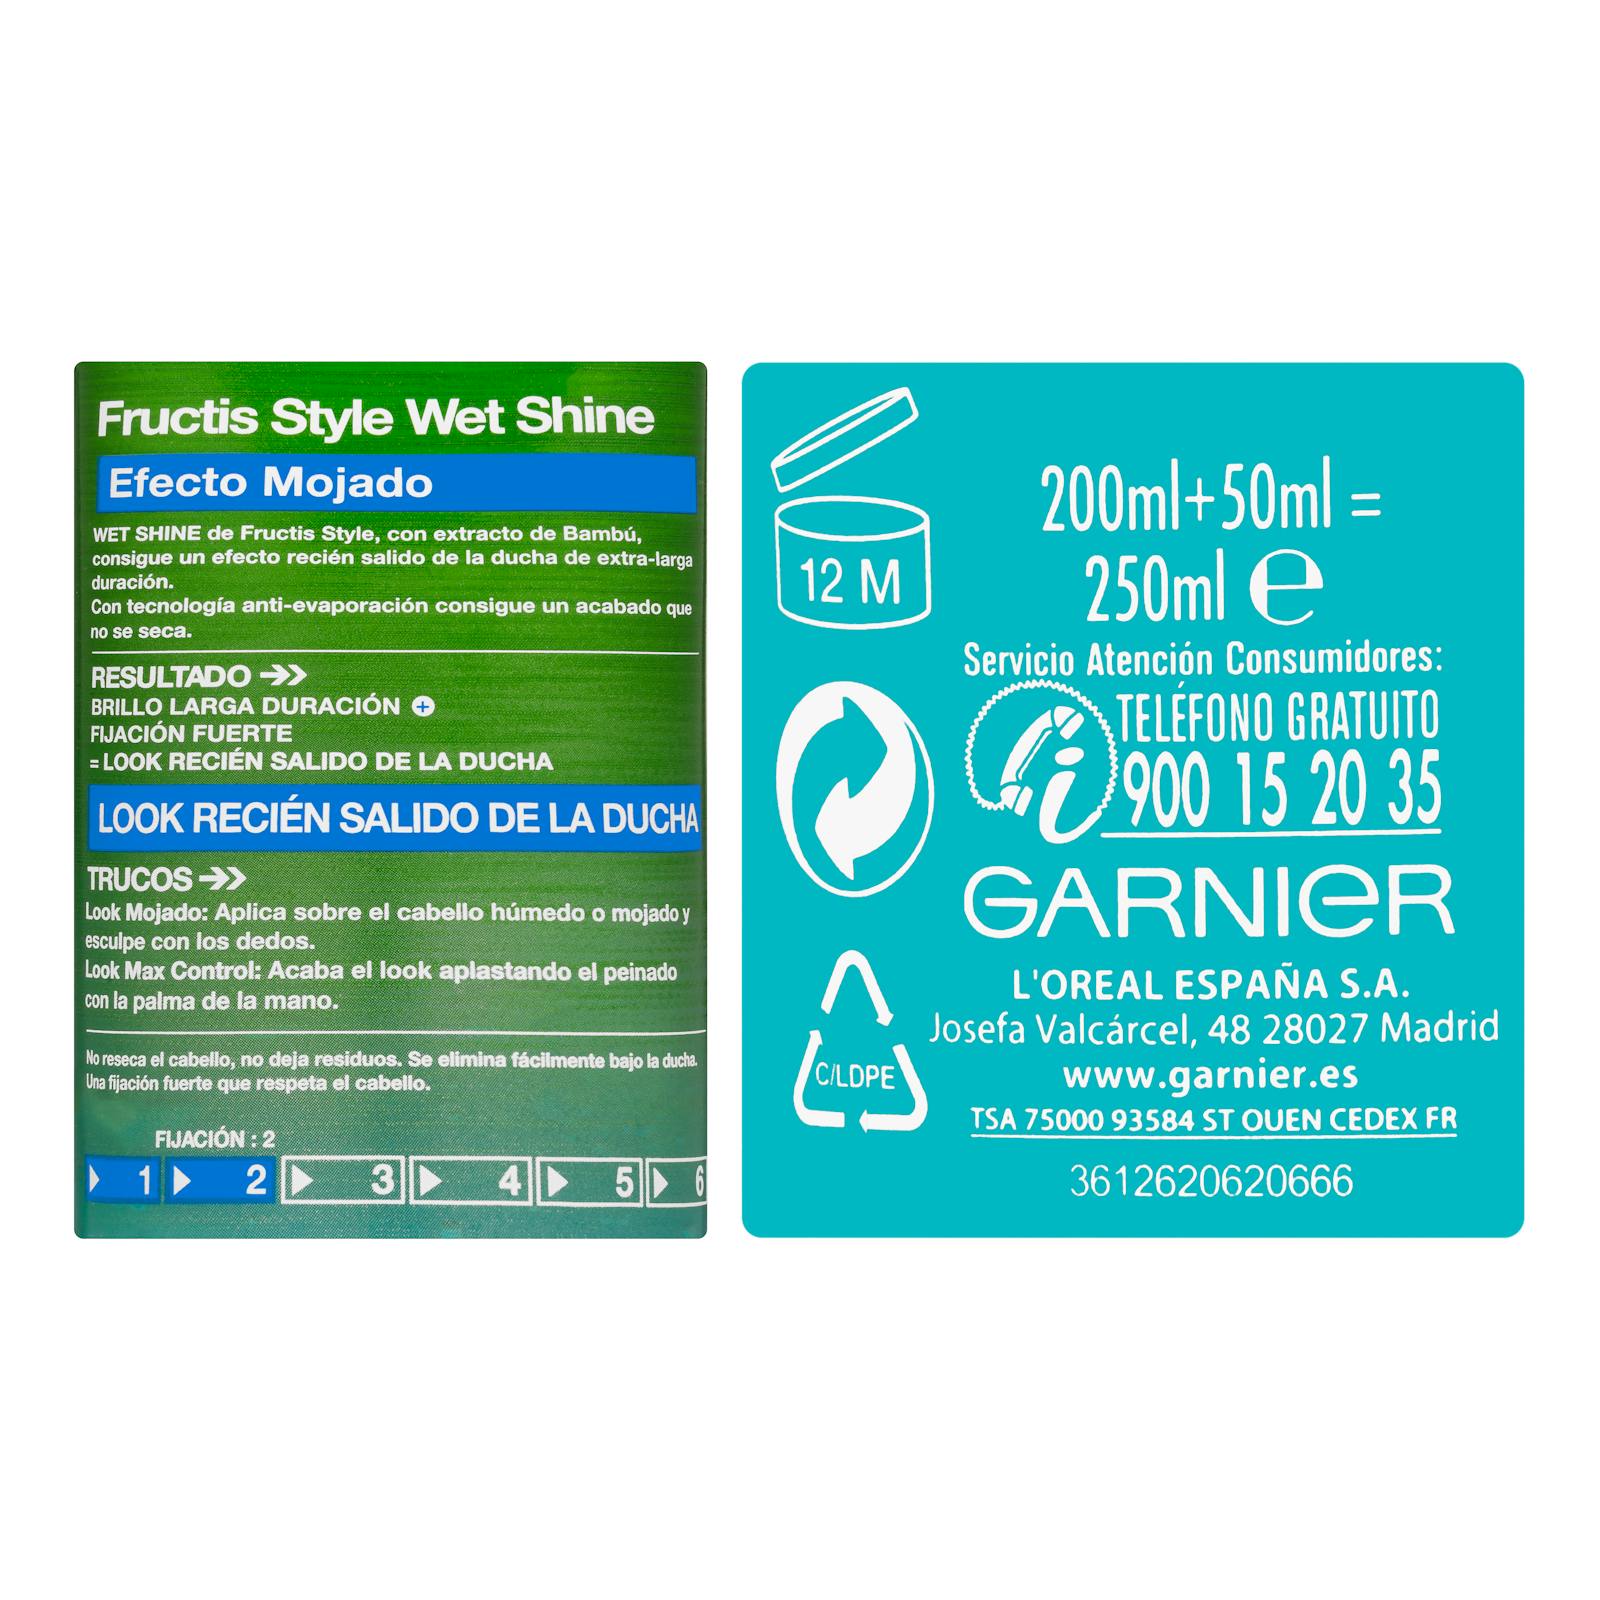 Fructis Style Wet Shine
Efecto Mojado
WET SHINE de Fructis Style, con extracto de Bambú,
consigue un efecto recién salido de la ducha de extra-larga
duración.
Con tecnología anti-evaporación consigue un acabado que
no se seca.
RESULTADO
BRILLO LARGA DURACIÓN +
FIJACIÓN FUERTE
= LOOK RECIÉN SALIDO DE LA DUCHA
LOOK RECIÉN SALIDO DE LA DUCHA
TRUCOS
Look Mojado: Aplica sobre el cabello húmedo o mojado y
esculpe con los dedos.
Look Max Control: Acaba el look aplastando el peinado
con la palma de la mano.
No reseca el cabello, no deja residuos. Se elimina fácilmente bajo la ducha.
Una fijación fuerte que respeta el cabello.
FIJACIÓN : 2
1 2 3 4 5 6
12 M
200ml+50ml =
250ml e
Servicio Atención Consumidores:
TELÉFONO GRATUITO
900 15 20 35
GARNIER
L'OREAL ESPAÑA S.A.
Josefa Valcárcel, 48 28027 Madrid
C/LDPE
www.garnier.es
TSA 75000 93584 ST OUEN CEDEX FR
3612620620666